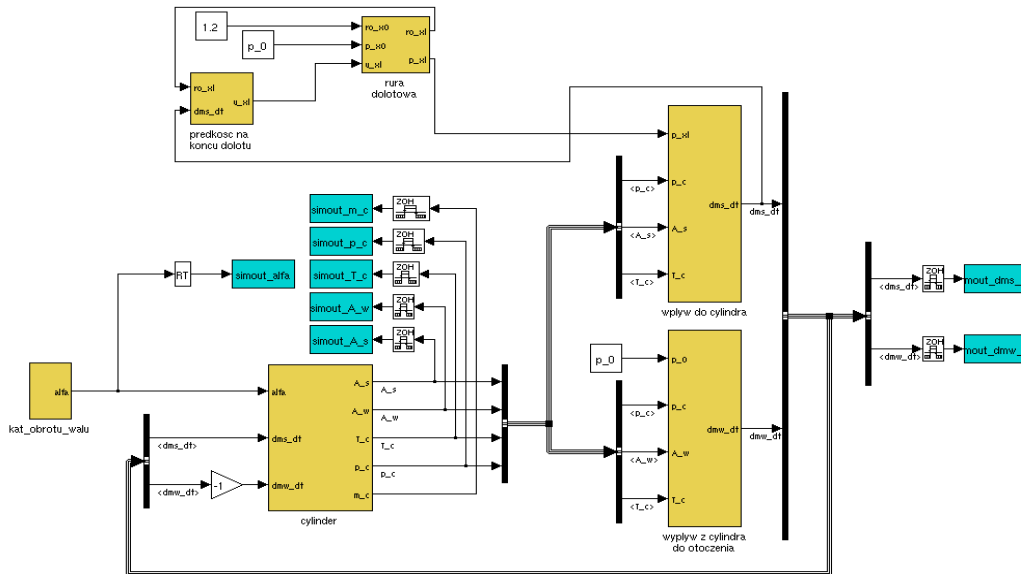 1.2
p_0
ro_x0
p_x0
u_xl
ro_xl
p_xl
rura
dolotowa
ro_xl
dms_dt
u_xl
predkosc na
koncu dolotu
p_xl
p_c
A_s
T_c
dms_dt
<p_c>
<A_s>
<T_c>
dms_dt
wplyw do cylindra
simout_m_c
ZOH
simout_p_c
ZOH
simout_T_c
ZOH
simout_A_w
ZOH
simout_A_s
ZOH
RT
simout_alfa
<dms_dt>
ZOH
mout_dms_
<dmw_dt>
ZOH
mout_dmw_
p_0
p_0
p_c
A_w
T_c
dmw_dt
<p_c>
<A_w>
<T_c>
dmw_dt
wyplyw z cylindra
do otoczenia
alfa
kat_obrotu_walu
alfa
dms_dt
dmw_dt
A_s
A_w
T_c
p_c
m_c
A_s
A_w
T_c
p_c
<dms_dt>
<dmw_dt>
-1
cylinder